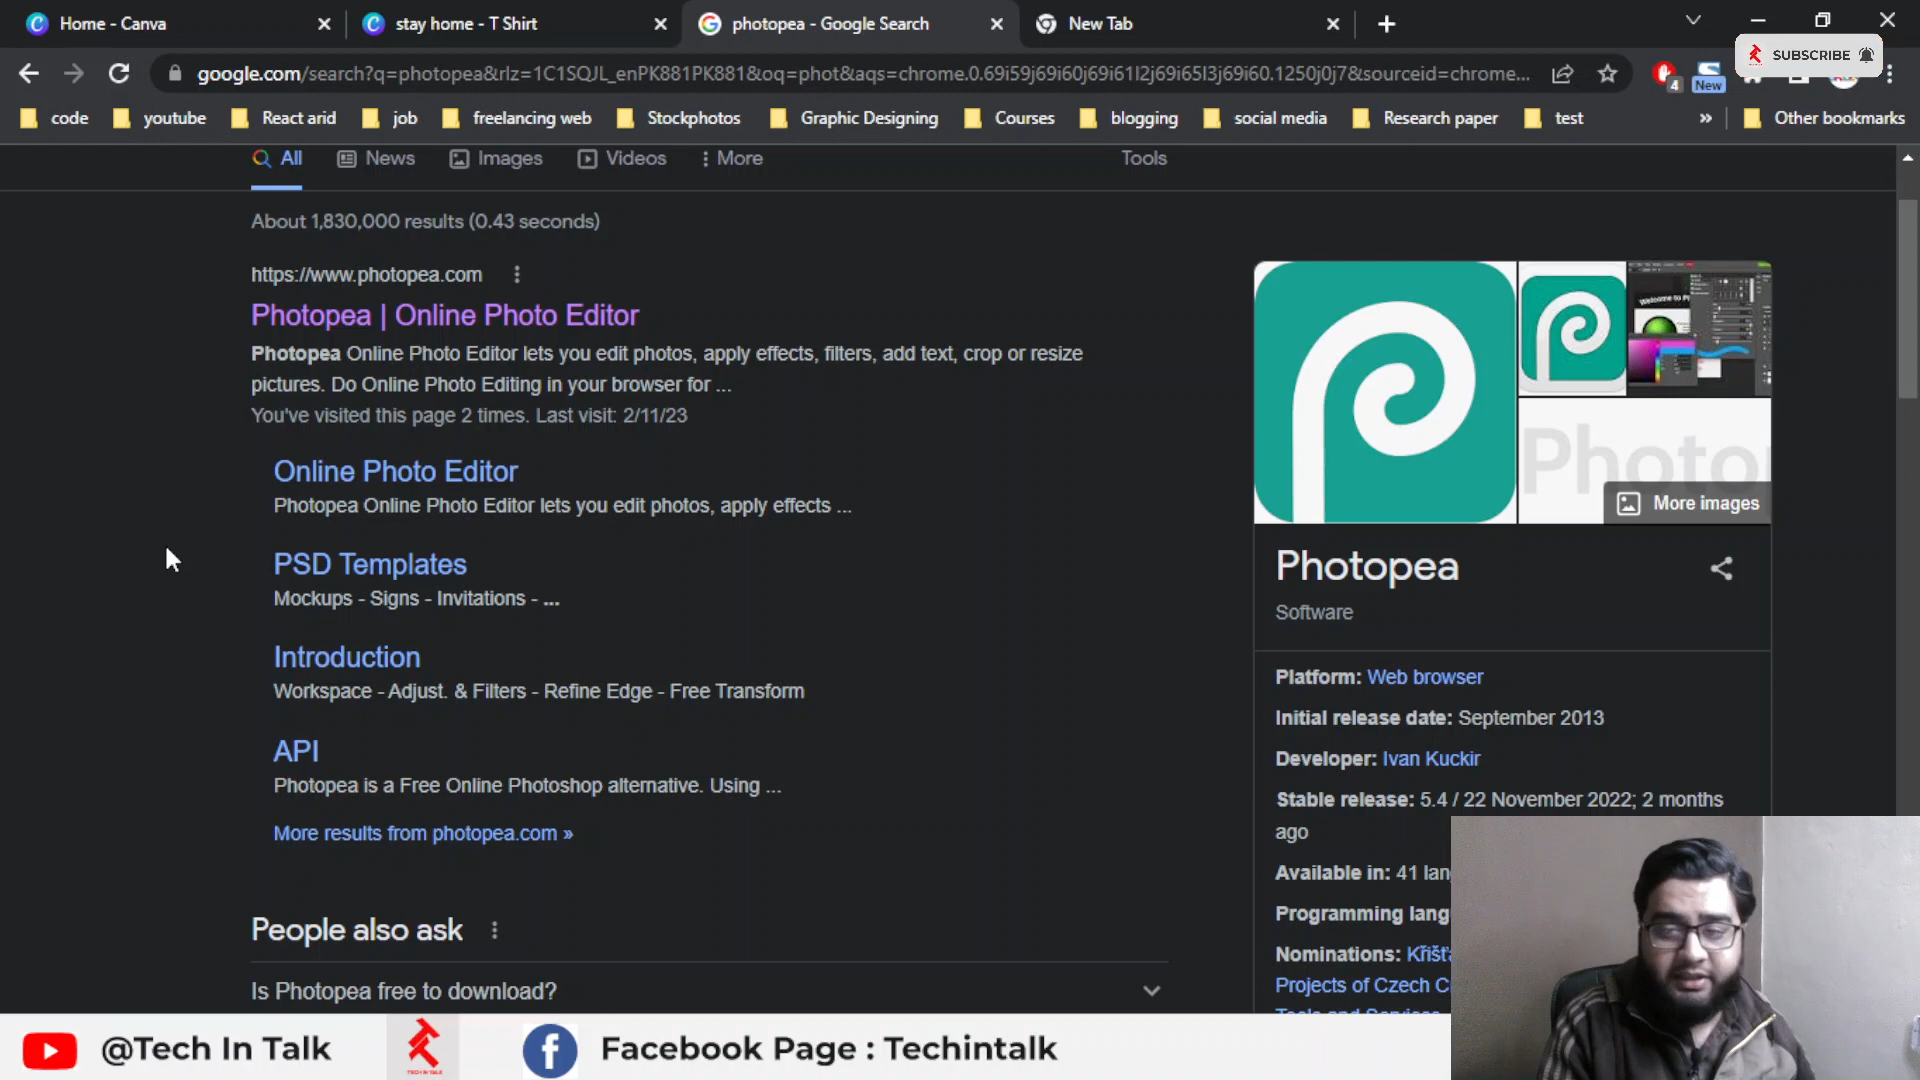 Home - Canva
stay home - T Shirt
photopea - Google Search
New Tab
SUBSCRIBE
google.com/search?q=photopea&rlz=1C1SQJL_enPK881PK881&oq=phot&aqs=chrome.0.69i59j69i60j69i61l2j69i65l3j69i60.1250j0j7&sourceid=chrome...
4
New
code
youtube
React arid
job
freelancing web
Stockphotos
Graphic Designing
Courses
blogging
social media
Research paper
test
»
Other bookmarks
All
News
Images
Videos
More
Tools
About 1,830,000 results (0.43 seconds)
https://www.photopea.com
Photopea | Online Photo Editor
Photopea Online Photo Editor lets you edit photos, apply effects, filters, add text, crop or resize
pictures. Do Online Photo Editing in your browser for ...
You've visited this page 2 times. Last visit: 2/11/23
Online Photo Editor
Photopea Online Photo Editor lets you edit photos, apply effects ...
PSD Templates
Mockups - Signs - Invitations - ...
Introduction
Workspace - Adjust. & Filters - Refine Edge - Free Transform
API
Photopea is a Free Online Photoshop alternative. Using ...
More results from photopea.com »
People also ask
Is Photopea free to download?
Photo
More images
Photopea
Software
Platform: Web browser
Initial release date: September 2013
Developer: Ivan Kuckir
Stable release: 5.4 / 22 November 2022; 2 months
ago
Available in: 41 lan
Programming lang
Nominations:
Projects of Czech C
@Tech In Talk
TECH IN TALK
Facebook Page : Techintalk